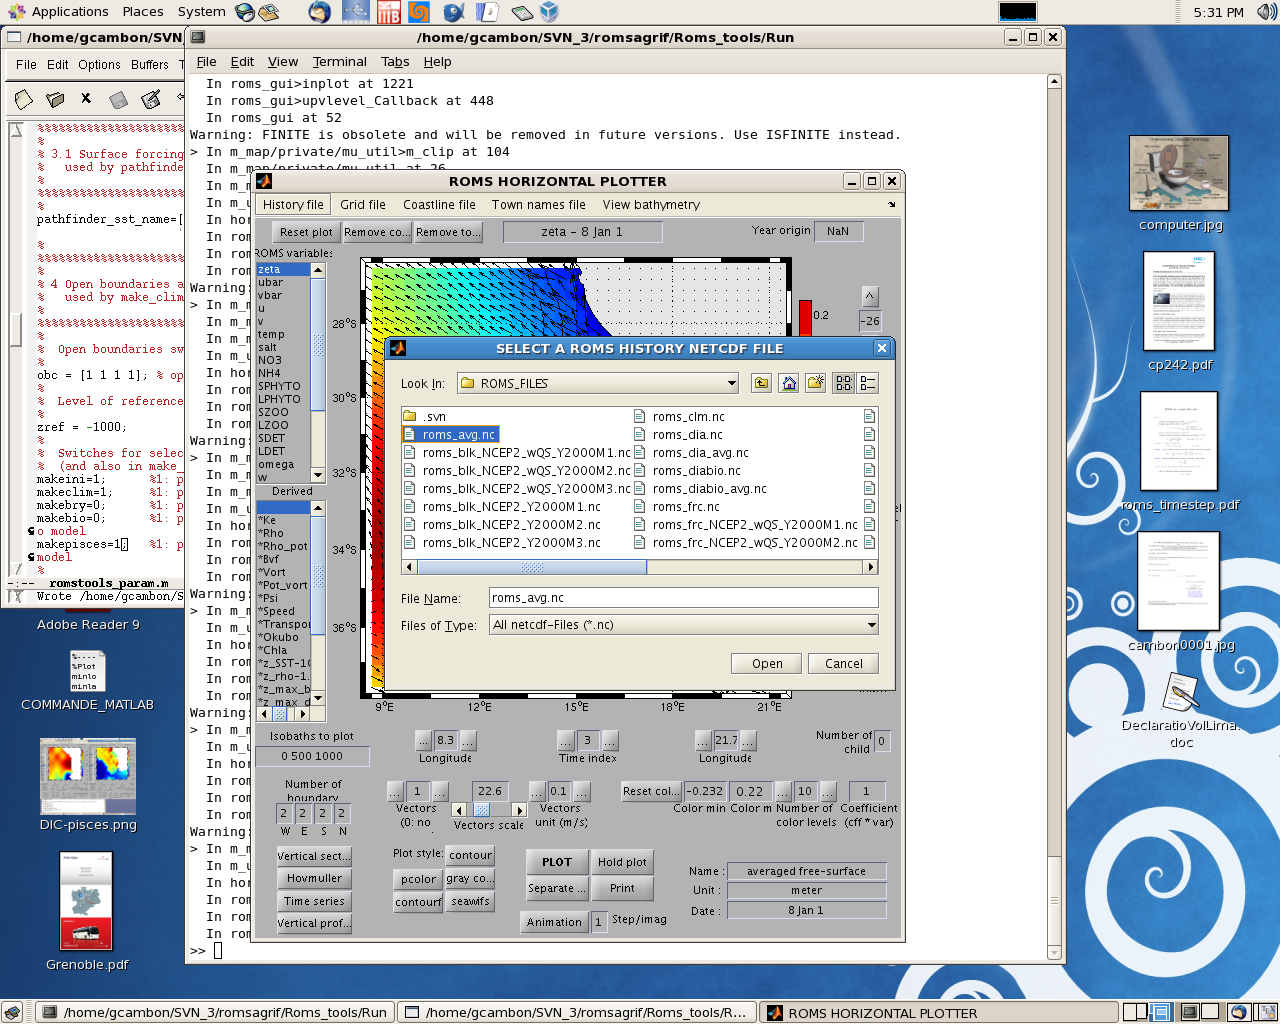 Applications Places System
5:31 PM
/home/gcambon/SVN_
File Edit Options Buffers T
%
% 3.1 Surface forcing
% used by pathfinde
%
pathfinder_sst_name=[
%
% 4 Open boundaries a
% used by make_clim
%
% Open boundaries sw
%
obc = [1 1 1 1]; % op
%
% Level of reference
%
zref = -1000;
%
% Switches for selec
% (and also in make_
makeini=1; %1: p
makeclim=1; %1: p
makebry=0; %1: p
makebio=0; %1: p
o model
makepisces=1; %1: p
model
%
-:-- romstools_param.m
Wrote /home/gcambon/S
/home/gcambon/SVN_3/romsagrif/Roms_tools/Run
File Edit View Terminal Tabs Help
In roms_gui>inplot at 1221
In roms_gui>upvlevel_Callback at 448
In roms_gui at 52
Warning: FINITE is obsolete and will be removed in future versions. Use ISFINITE instead.
> In m_map/private/mu_util>m_clip at 104
In m_map/private/mu_util at 26
>>
ROMS HORIZONTAL PLOTTER
History file Grid file Coastline file Town names file View bathymetry
Reset plot Remove co... Remove to... zeta - 8 Jan 1 Year origin NaN
ROMS variables
zeta
ubar
vbar
u
v
temp
salt
NO3
NH4
SPHYTO
LPHYTO
SZOO
LZOO
SDET
LDET
omega
w
Derived
*Ke
*Rho
*Rho_pot
*Bvf
*Vort
*Pot_vort
*Psi
*Speed
*Transpo
*Okubo
*Chla
*z_SST-1
*z_rho-1.
*z_max_b
*z_max_d
28°S
30°S
32°S
34°S
36°S
9°E 12°E 15°E 18°E 21°E
0.2
^
-26
SELECT A ROMS HISTORY NETCDF FILE
Look In: ROMS_FILES
.svn
roms_avg.nc
roms_blk_NCEP2_wQS_Y2000M1.nc
roms_blk_NCEP2_wQS_Y2000M2.nc
roms_blk_NCEP2_wQS_Y2000M3.nc
roms_blk_NCEP2_Y2000M1.nc
roms_blk_NCEP2_Y2000M2.nc
roms_blk_NCEP2_Y2000M3.nc
roms_clm.nc
roms_dia.nc
roms_dia_avg.nc
roms_diabio.nc
roms_diabio_avg.nc
roms_frc.nc
roms_frc_NCEP2_wQS_Y2000M1.nc
roms_frc_NCEP2_wQS_Y2000M2.nc
File Name: roms_avg.nc
Files of Type: All netcdf-Files (*.nc)
Open Cancel
Isobaths to plot
0 500 1000
... 8.3 ...
Longitude
... 3 ...
Time index
... 21.7 ...
Longitude
Number of child 0
Number of boundary
2 2 2 2
W E S N
... 1 ...
Vectors (0: no
22.6
Vectors scale
... 0.1 ...
Vectors unit (m/s)
Reset col... -0.232 0.22 ... 10 ... 1
Color min Color m Number of color levels Coefficient (cff * var)
Vertical sect...
Hovmuller
Time series
Vertical prof...
Plot style: contour
pcolor gray co...
contourf seawifs
PLOT Hold plot
Separate ... Print
Animation 1 Step/imag
Name : averaged free-surface
Unit : meter
Date : 8 Jan 1
computer.jpg
cp242.pdf
roms_timestep.pdf
cambon0001.jpg
DeclaratioVolLima.
doc
Adobe Reader 9
COMMANDE_MATLAB
DIC-pisces.png
Grenoble.pdf
/home/gcambon/SVN_3/romsagrif/Roms_tools/Run
/home/gcambon/SVN_3/romsagrif/Roms_tools/R...
ROMS HORIZONTAL PLOTTER